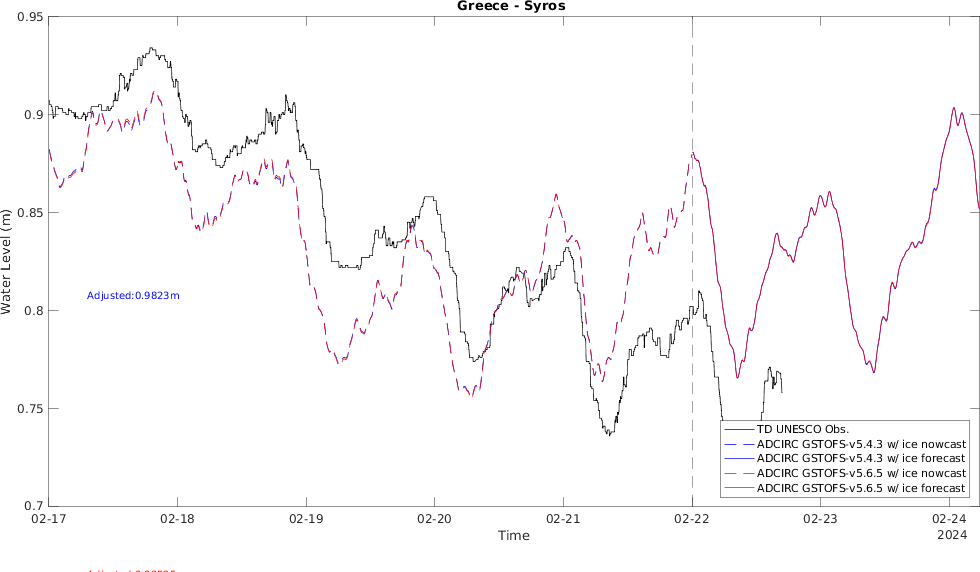 Greece - Syros
0.95
0.9
0.85
0.8
0.75
0.7
Water Level (m)
Adjusted:0.9823m
TD UNESCO Obs.
ADCIRC GSTOFS-v5.4.3 w/ ice nowcast
ADCIRC GSTOFS-v5.4.3 w/ ice forecast
ADCIRC GSTOFS-v5.6.5 w/ ice nowcast
ADCIRC GSTOFS-v5.6.5 w/ ice forecast
02-17 02-18 02-19 02-20 02-21 02-22 02-23 02-24
2024
Time